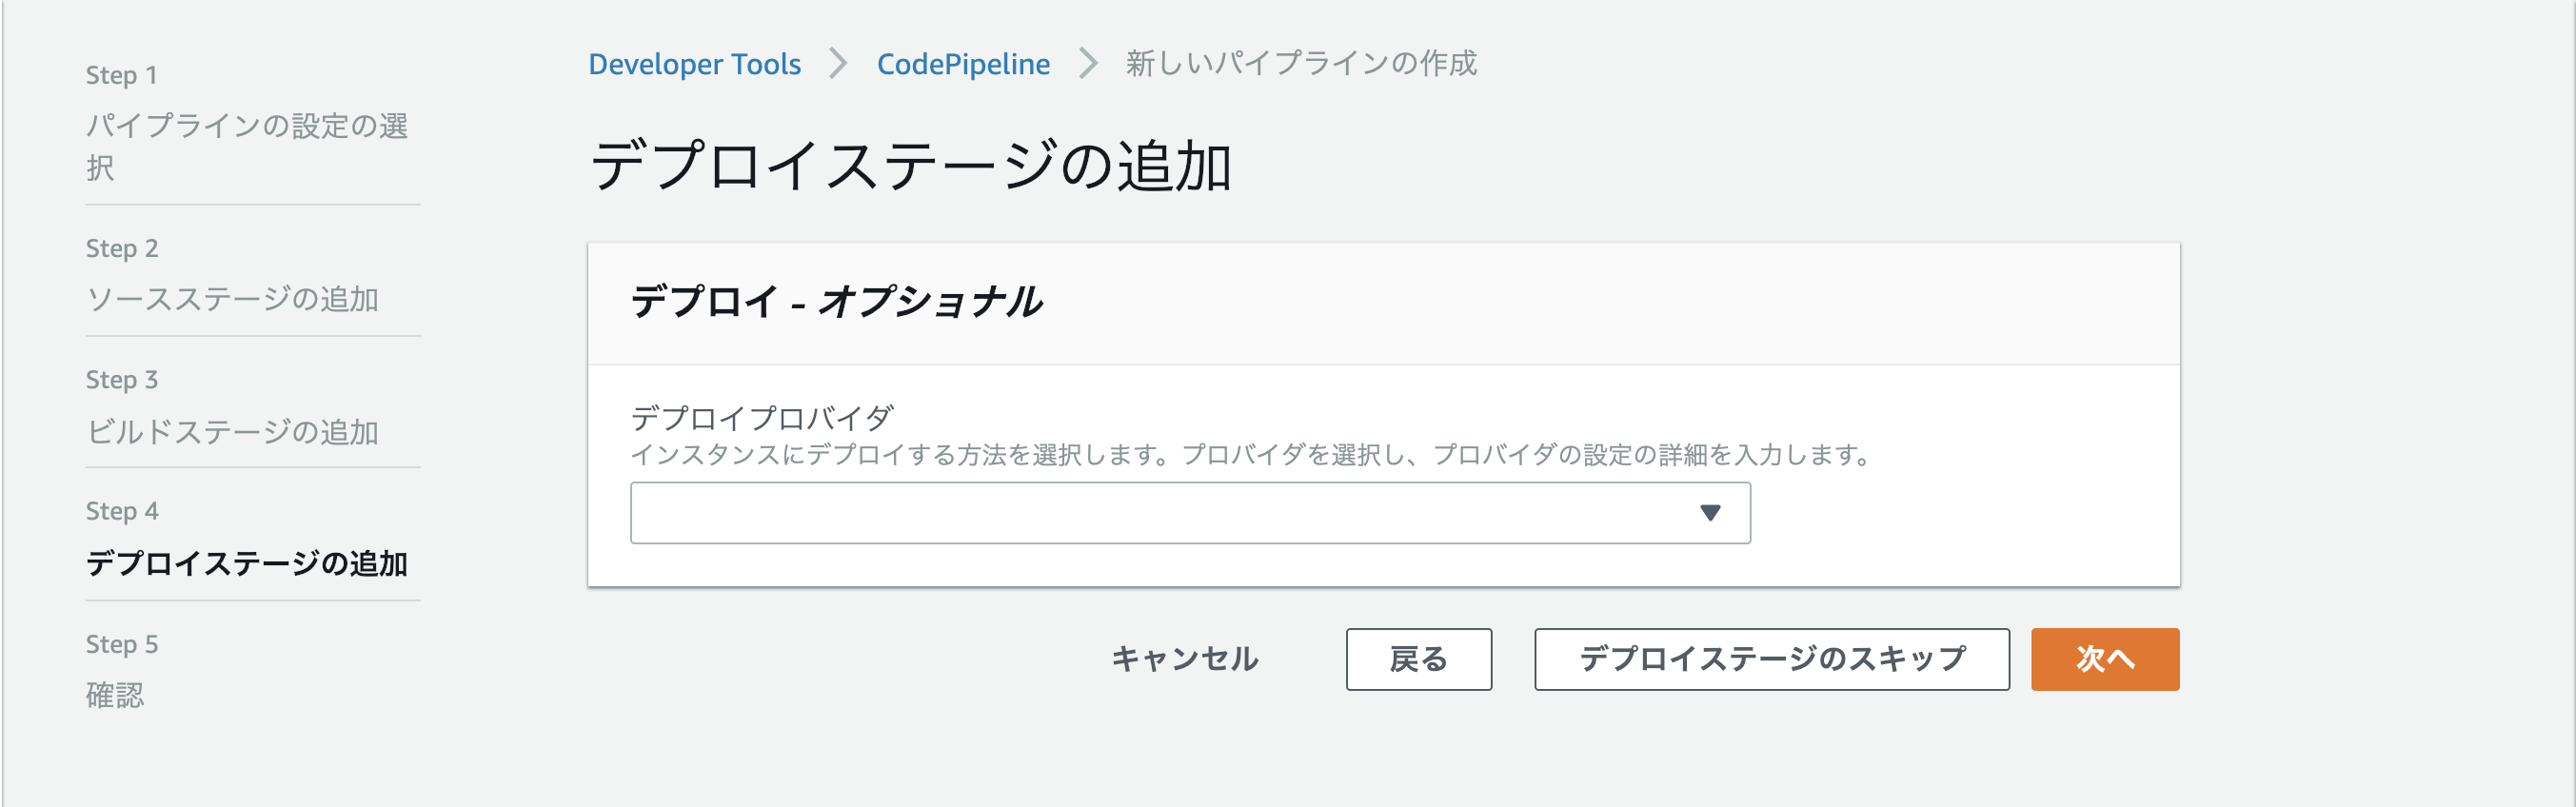 Step 1
パイプラインの設定の選
択
Step 2
ソースステージの追加
Step 3
ビルドステージの追加
Step 4
デプロイステージの追加
Step 5
確認
Developer Tools > CodePipeline > 新しいパイプラインの作成
デプロイステージの追加
デプロイ - オプショナル
デプロイプロバイダ
インスタンスにデプロイする方法を選択します。プロバイダを選択し、プロバイダの設定の詳細を入力します。
キャンセル 戻る デプロイステージのスキップ 次へ